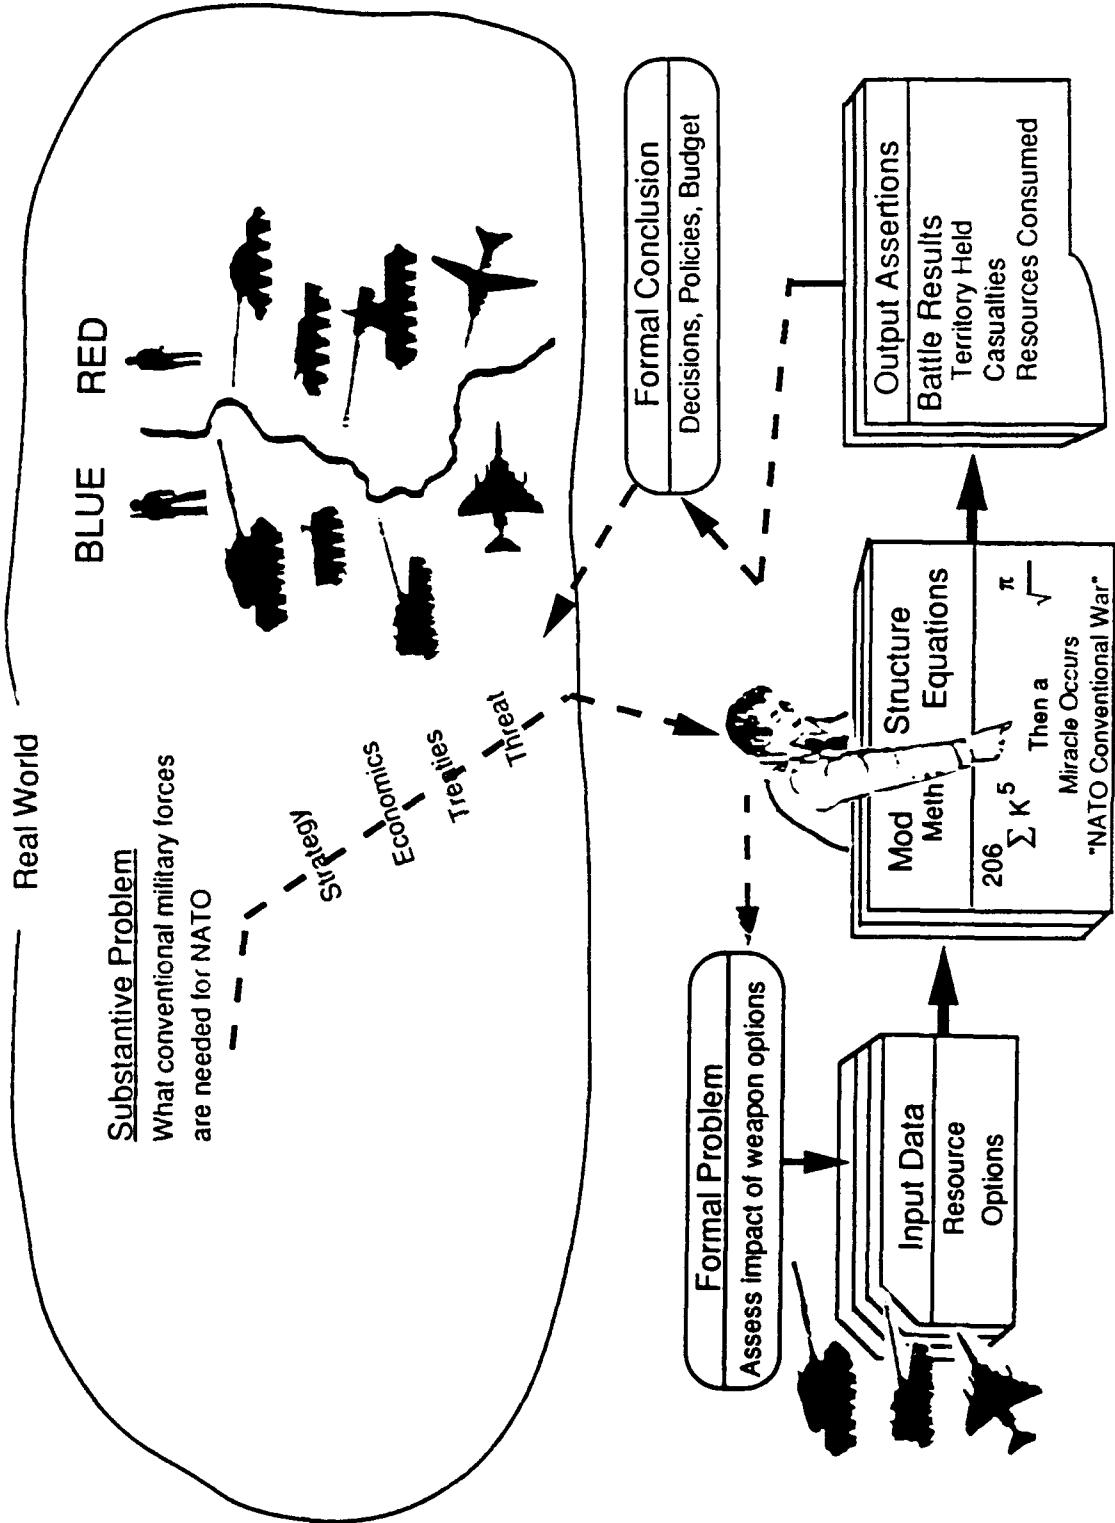 Real World
Substantive Problem
What conventional military forces
are needed for NATO
BLUE RED
Strategy
Economics
Treaties
Threat
Formal Problem
Assess impact of weapon options
Formal Conclusion
Decisions, Policies, Budget
Input Data
Resource
Options
Mod Structure
Meth Equations
206
Σ K⁵ π
√
Then a
Miracle Occurs
"NATO Conventional War"
Output Assertions
Battle Results
Territory Held
Casualties
Resources Consumed